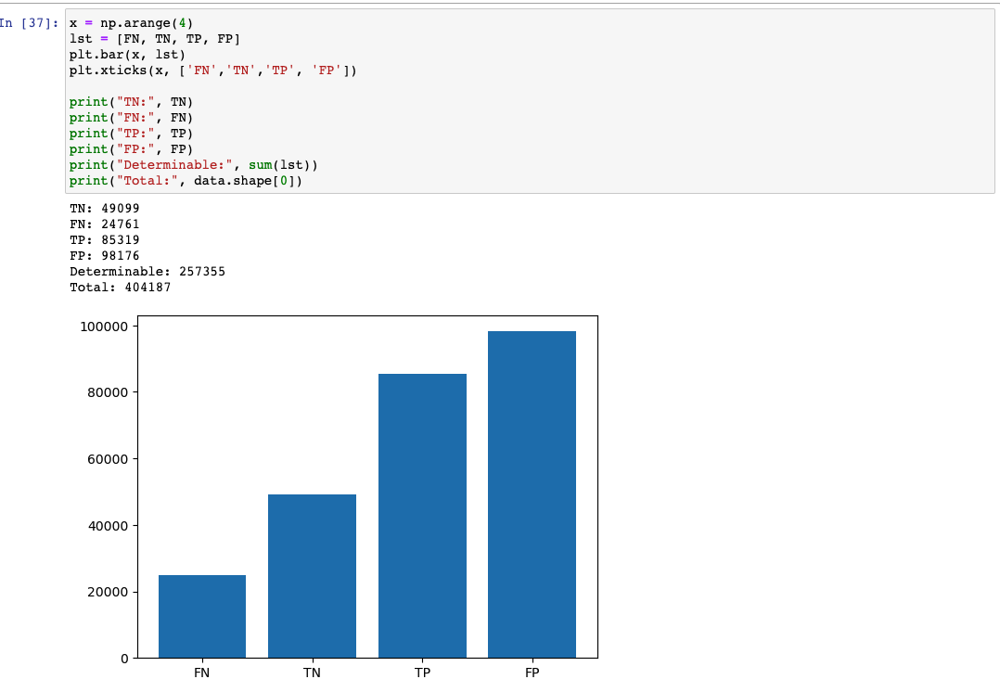 In [37]:
x = np.arange(4)
lst = [FN, TN, TP, FP]
plt.bar(x, lst)
plt.xticks(x, ['FN','TN','TP', 'FP'])
print("TN:", TN)
print("FN:", FN)
print("TP:", TP)
print("FP:", FP)
print("Determinable:", sum(lst))
print("Total:", data.shape[0])
TN: 49099
FN: 24761
TP: 85319
FP: 98176
Determinable: 257355
Total: 404187
100000
80000
60000
40000
20000
0
FN TN TP FP